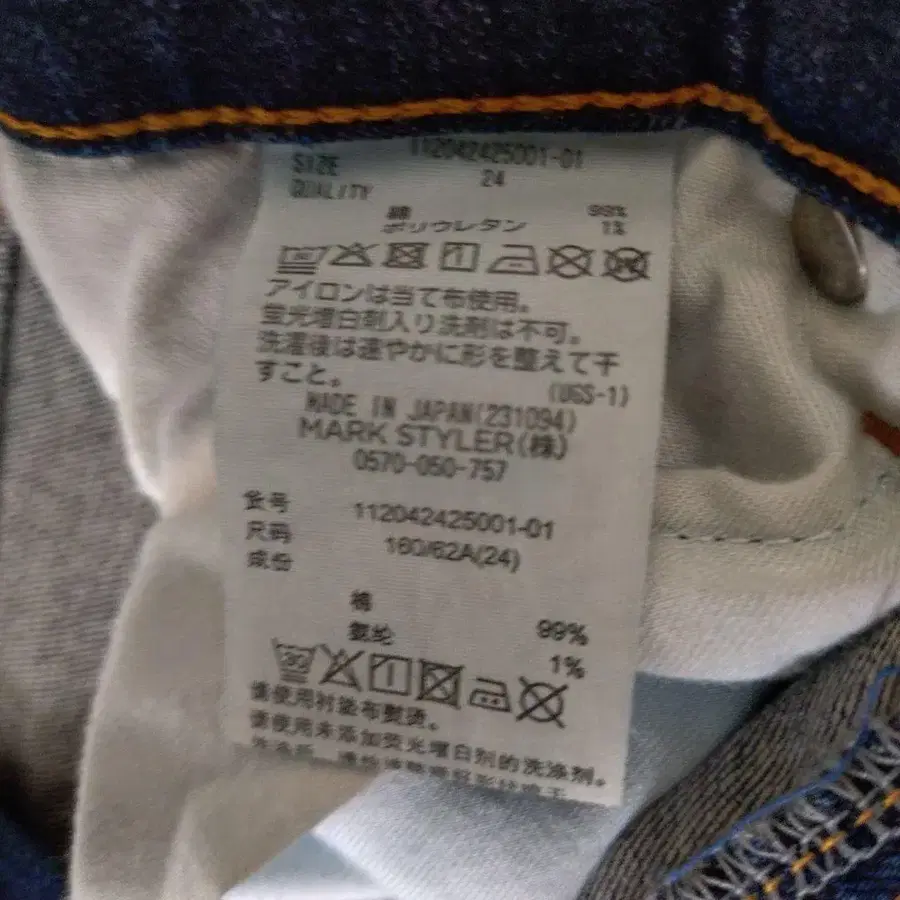 112042425001-01
SIZE 24
QUALITY
綿 99%
ポリウレタン 1%
アイロンは当て布使用。
蛍光増白剤入り洗剤は不可。
洗濯後は速やかに形を整えて干
すこと。
(UGS-1)
MADE IN JAPAN(231094)
MARK STYLER(株)
0570-050-757
货号 112042425001-01
尺码 160/62A(24)
成份
棉 99%
氨纶 1%
30
请使用衬垫布熨烫。
请使用未添加荧光增白剂的洗涤剂。